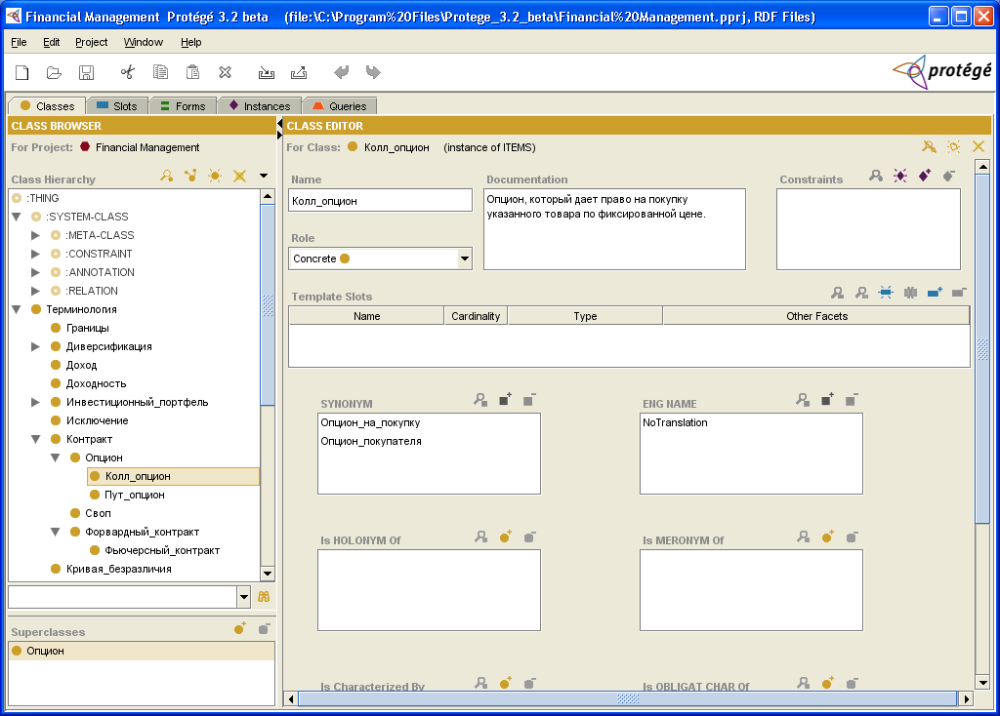 Financial Management  Protégé 3.2 beta    (file:\C:\Program%20Files\Protege_3.2_beta\Financial%20Management.pprj, RDF Files)
File Edit Project Window Help
protégé
Classes Slots Forms Instances Queries
CLASS BROWSER
For Project: Financial Management
Class Hierarchy
:THING
:SYSTEM-CLASS
:META-CLASS
:CONSTRAINT
:ANNOTATION
:RELATION
Терминология
Границы
Диверсификация
Доход
Доходность
Инвестиционный_портфель
Исключение
Контракт
Опцион
Колл_опцион
Пут_опцион
Своп
Форвардный_контракт
Фьючерсный_контракт
Кривая_безразличия
Superclasses
Опцион
CLASS EDITOR
For Class: Колл_опцион (instance of ITEMS)
Name
Колл_опцион
Role
Concrete
Documentation
Опцион, который дает право на покупку
указанного товара по фиксированной цене.
Constraints
Template Slots
Name Cardinality Type Other Facets
SYNONYM
Опцион_на_покупку
Опцион_покупателя
ENG NAME
NoTranslation
Is HOLONYM Of
Is MERONYM Of
Is Characterized By
Is OBLIGAT CHAR Of